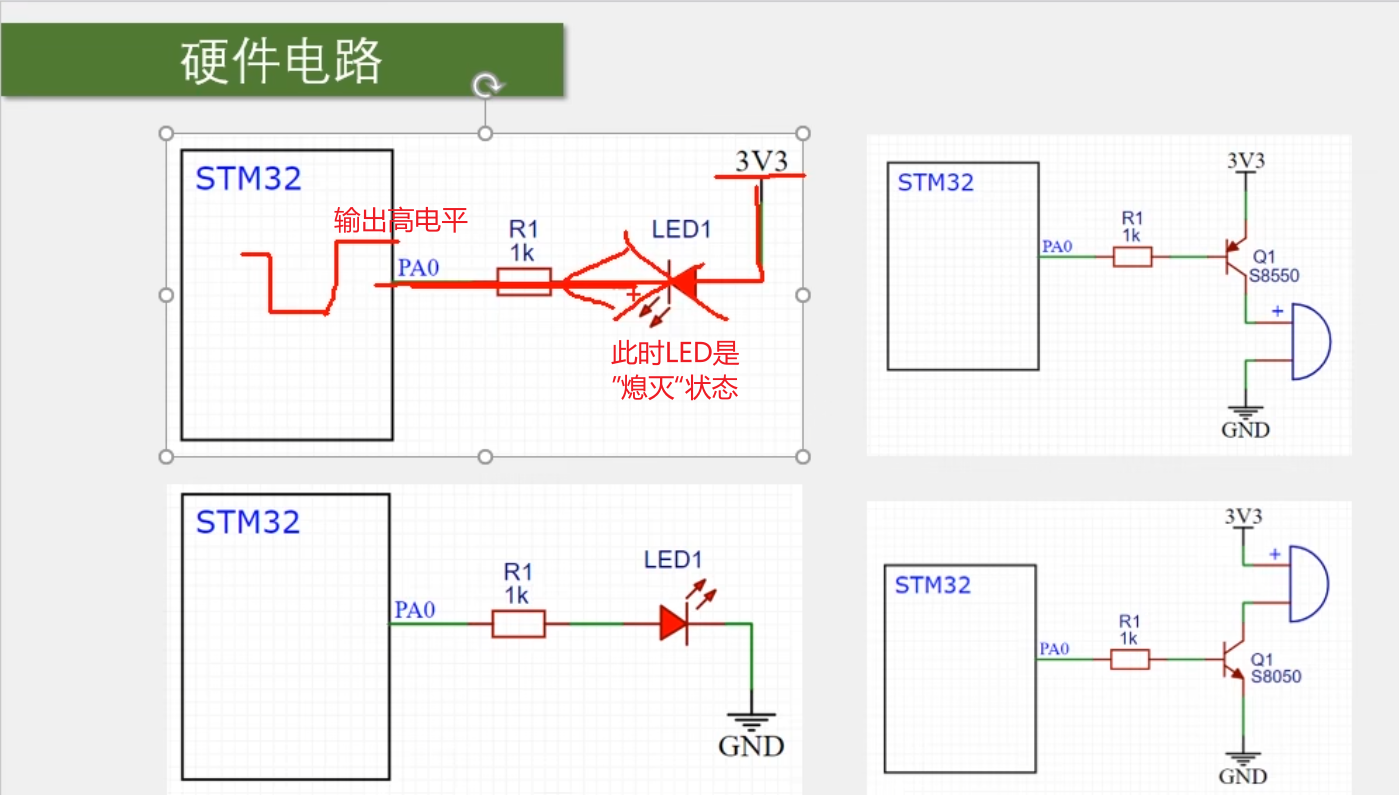 硬件电路
STM32
输出高电平
PA0
R1
1k
LED1
3V3
此时LED是
"熄灭"状态
STM32
PA0
R1
1k
3V3
Q1
S8550
+
GND
STM32
PA0
R1
1k
LED1
GND
STM32
PA0
R1
1k
3V3
+
Q1
S8050
GND